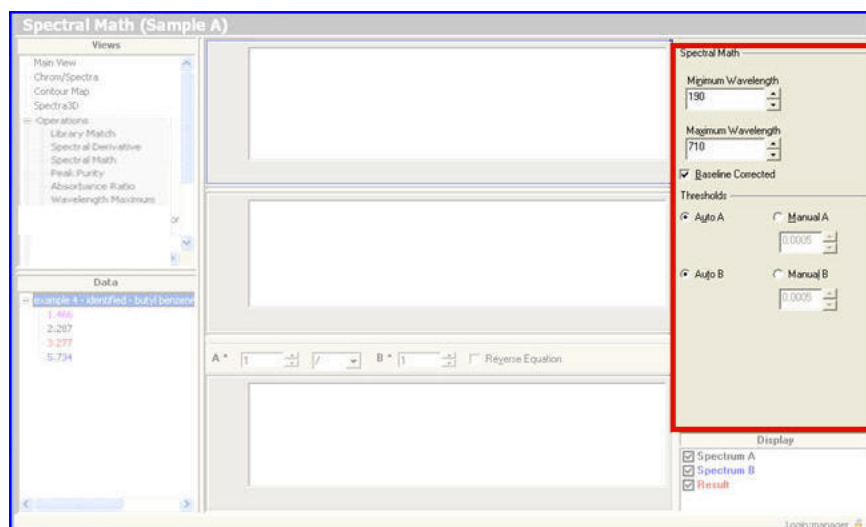 Spectral Math (Sample A)
Views
Main View
Chrom/Spectra
Contour Map
Spectra3D
Operations
Library Match
Spectral Derivative
Spectral Math
Peak Purity
Absorbance Ratio
Wavelength Maximum
or
Data
example 4 - identified - butyl benzene
1.466
2.287
3.277
5.734
A * 1 / B * 1 Reverse Equation
Spectral Math
Minimum Wavelength
190
Maximum Wavelength
710
Baseline Corrected
Thresholds
Auto A Manual A
0.0005
Auto B Manual B
0.0005
Display
Spectrum A
Spectrum B
Result
Login:manager